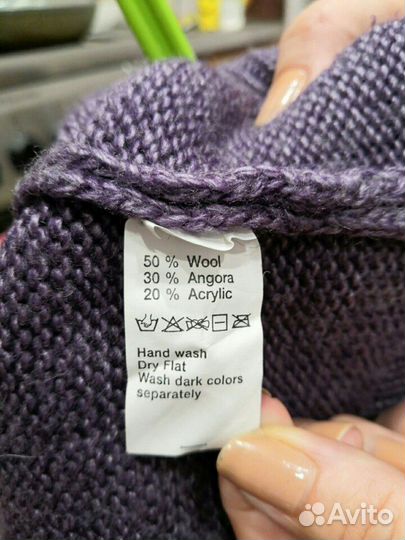 50 % Wool
30 % Angora
20 % Acrylic
Hand wash
Dry Flat
Wash dark colors
separately
Avito